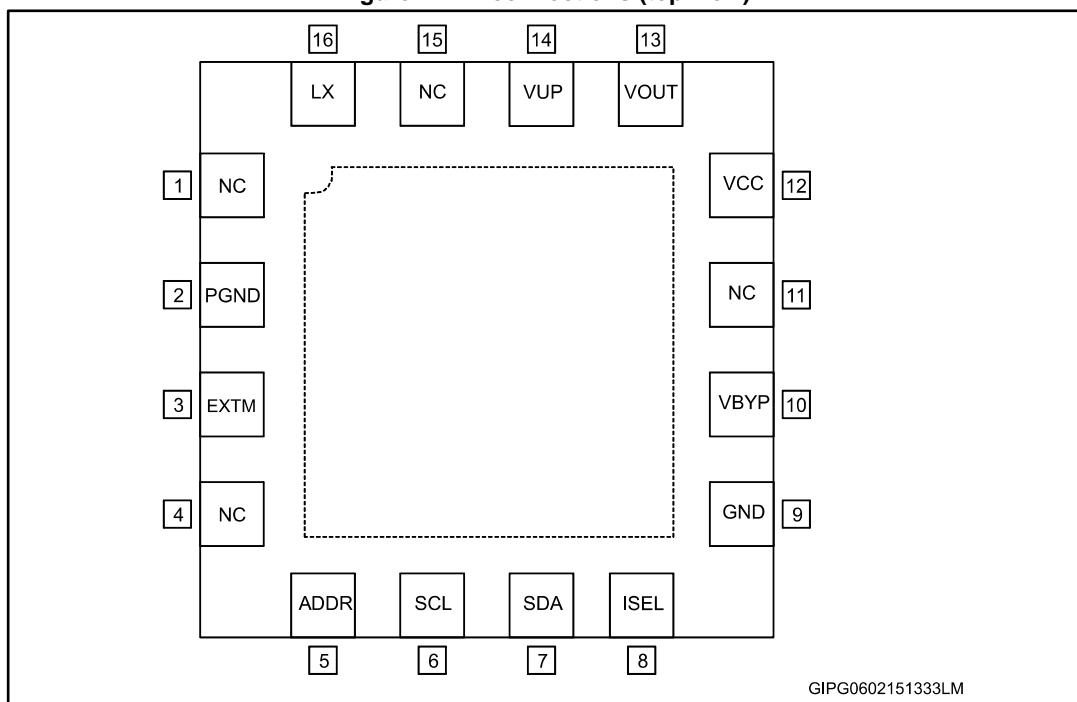 16 15 14 13
LX NC VUP VOUT
1 NC VCC 12
2 PGND NC 11
3 EXTM VBYP 10
4 NC GND 9
ADDR SCL SDA ISEL
5 6 7 8
GIPG0602151333LM